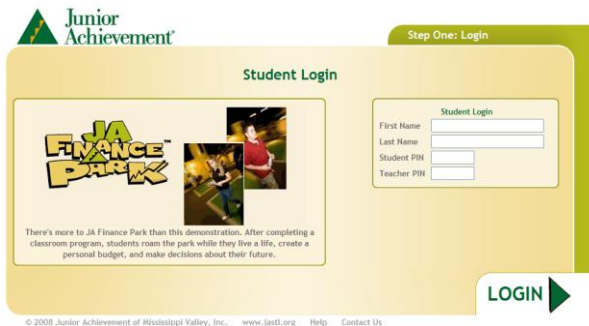 Junior
Achievement®
Step One: Login
Student Login
JA
FINANCE
PARK™
There's more to JA Finance Park than this demonstration. After completing a
classroom program, students roam the park while they live a life, create a
personal budget, and make decisions about their future.
Student Login
First Name
Last Name
Student PIN
Teacher PIN
LOGIN
© 2008 Junior Achievement of Mississippi Valley, Inc. www.jastl.org Help Contact Us